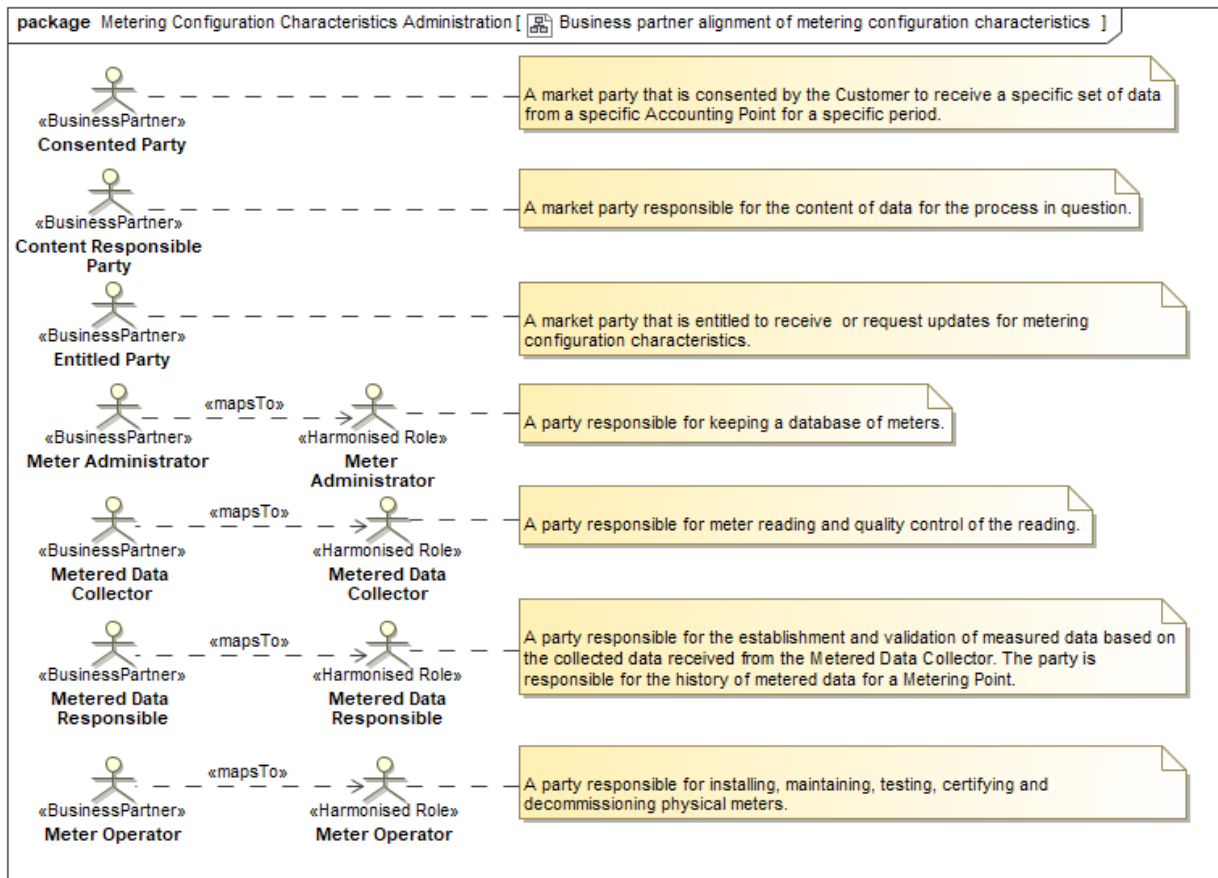 package Metering Configuration Characteristics Administration [ Business partner alignment of metering configuration characteristics ]
«BusinessPartner»
Consented Party
A market party that is consented by the Customer to receive a specific set of data
from a specific Accounting Point for a specific period.
«BusinessPartner»
Content Responsible
Party
A market party responsible for the content of data for the process in question.
«BusinessPartner»
Entitled Party
A market party that is entitled to receive or request updates for metering
configuration characteristics.
«BusinessPartner»
Meter Administrator
«mapsTo»
«Harmonised Role»
Meter
Administrator
A party responsible for keeping a database of meters.
«BusinessPartner»
Metered Data
Collector
«mapsTo»
«Harmonised Role»
Metered Data
Collector
A party responsible for meter reading and quality control of the reading.
«BusinessPartner»
Metered Data
Responsible
«mapsTo»
«Harmonised Role»
Metered Data
Responsible
A party responsible for the establishment and validation of measured data based on
the collected data received from the Metered Data Collector. The party is
responsible for the history of metered data for a Metering Point.
«BusinessPartner»
Meter Operator
«mapsTo»
«Harmonised Role»
Meter Operator
A party responsible for installing, maintaining, testing, certifying and
decommissioning physical meters.